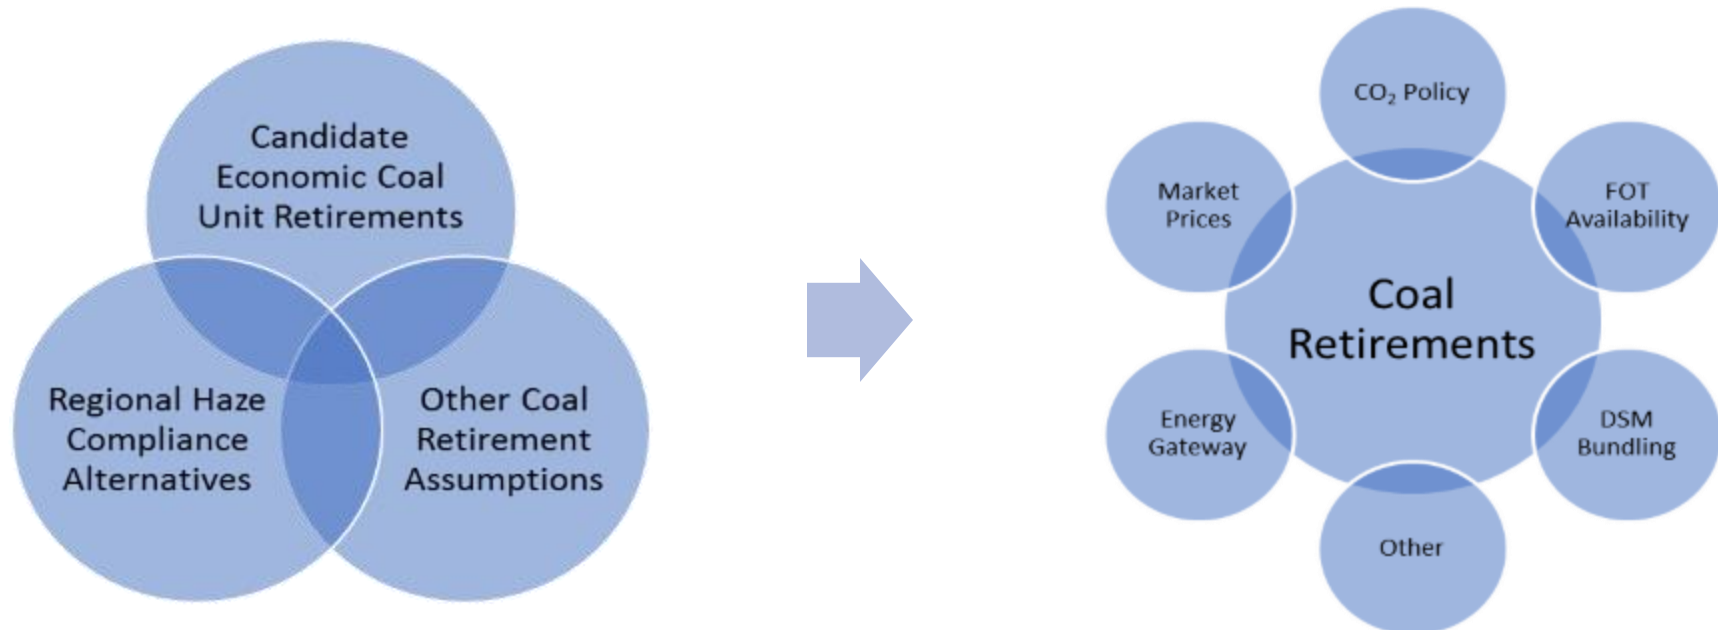 Candidate
Economic Coal
Unit Retirements
Regional Haze
Compliance
Alternatives
Other Coal
Retirement
Assumptions
CO₂ Policy
Market
Prices
FOT
Availability
Coal
Retirements
Energy
Gateway
DSM
Bundling
Other